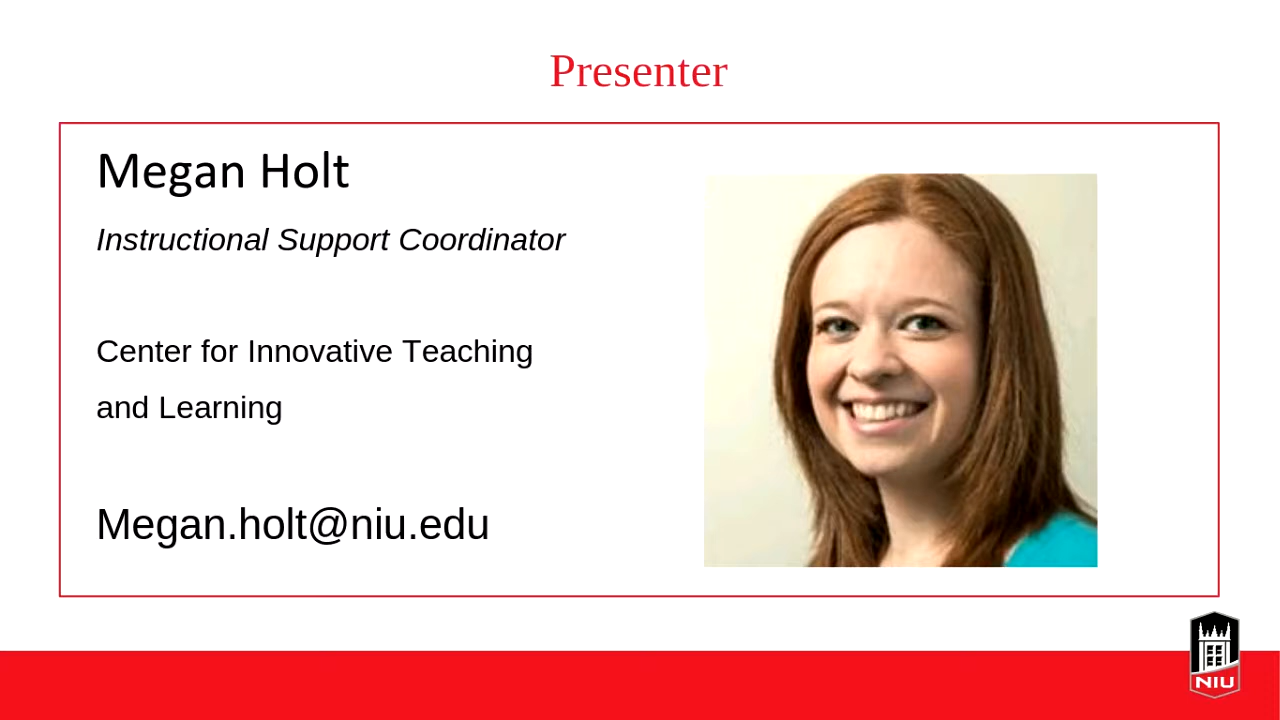 Presenter
Megan Holt
Instructional Support Coordinator
Center for Innovative Teaching
and Learning
Megan.holt@niu.edu
NIU